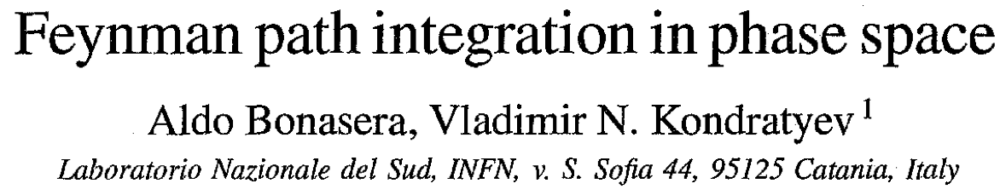 Feynman path integration in phase space
Aldo Bonasera, Vladimir N. Kondratyev 1
Laboratorio Nazionale del Sud, INFN, v. S. Sofia 44, 95125 Catania, Italy